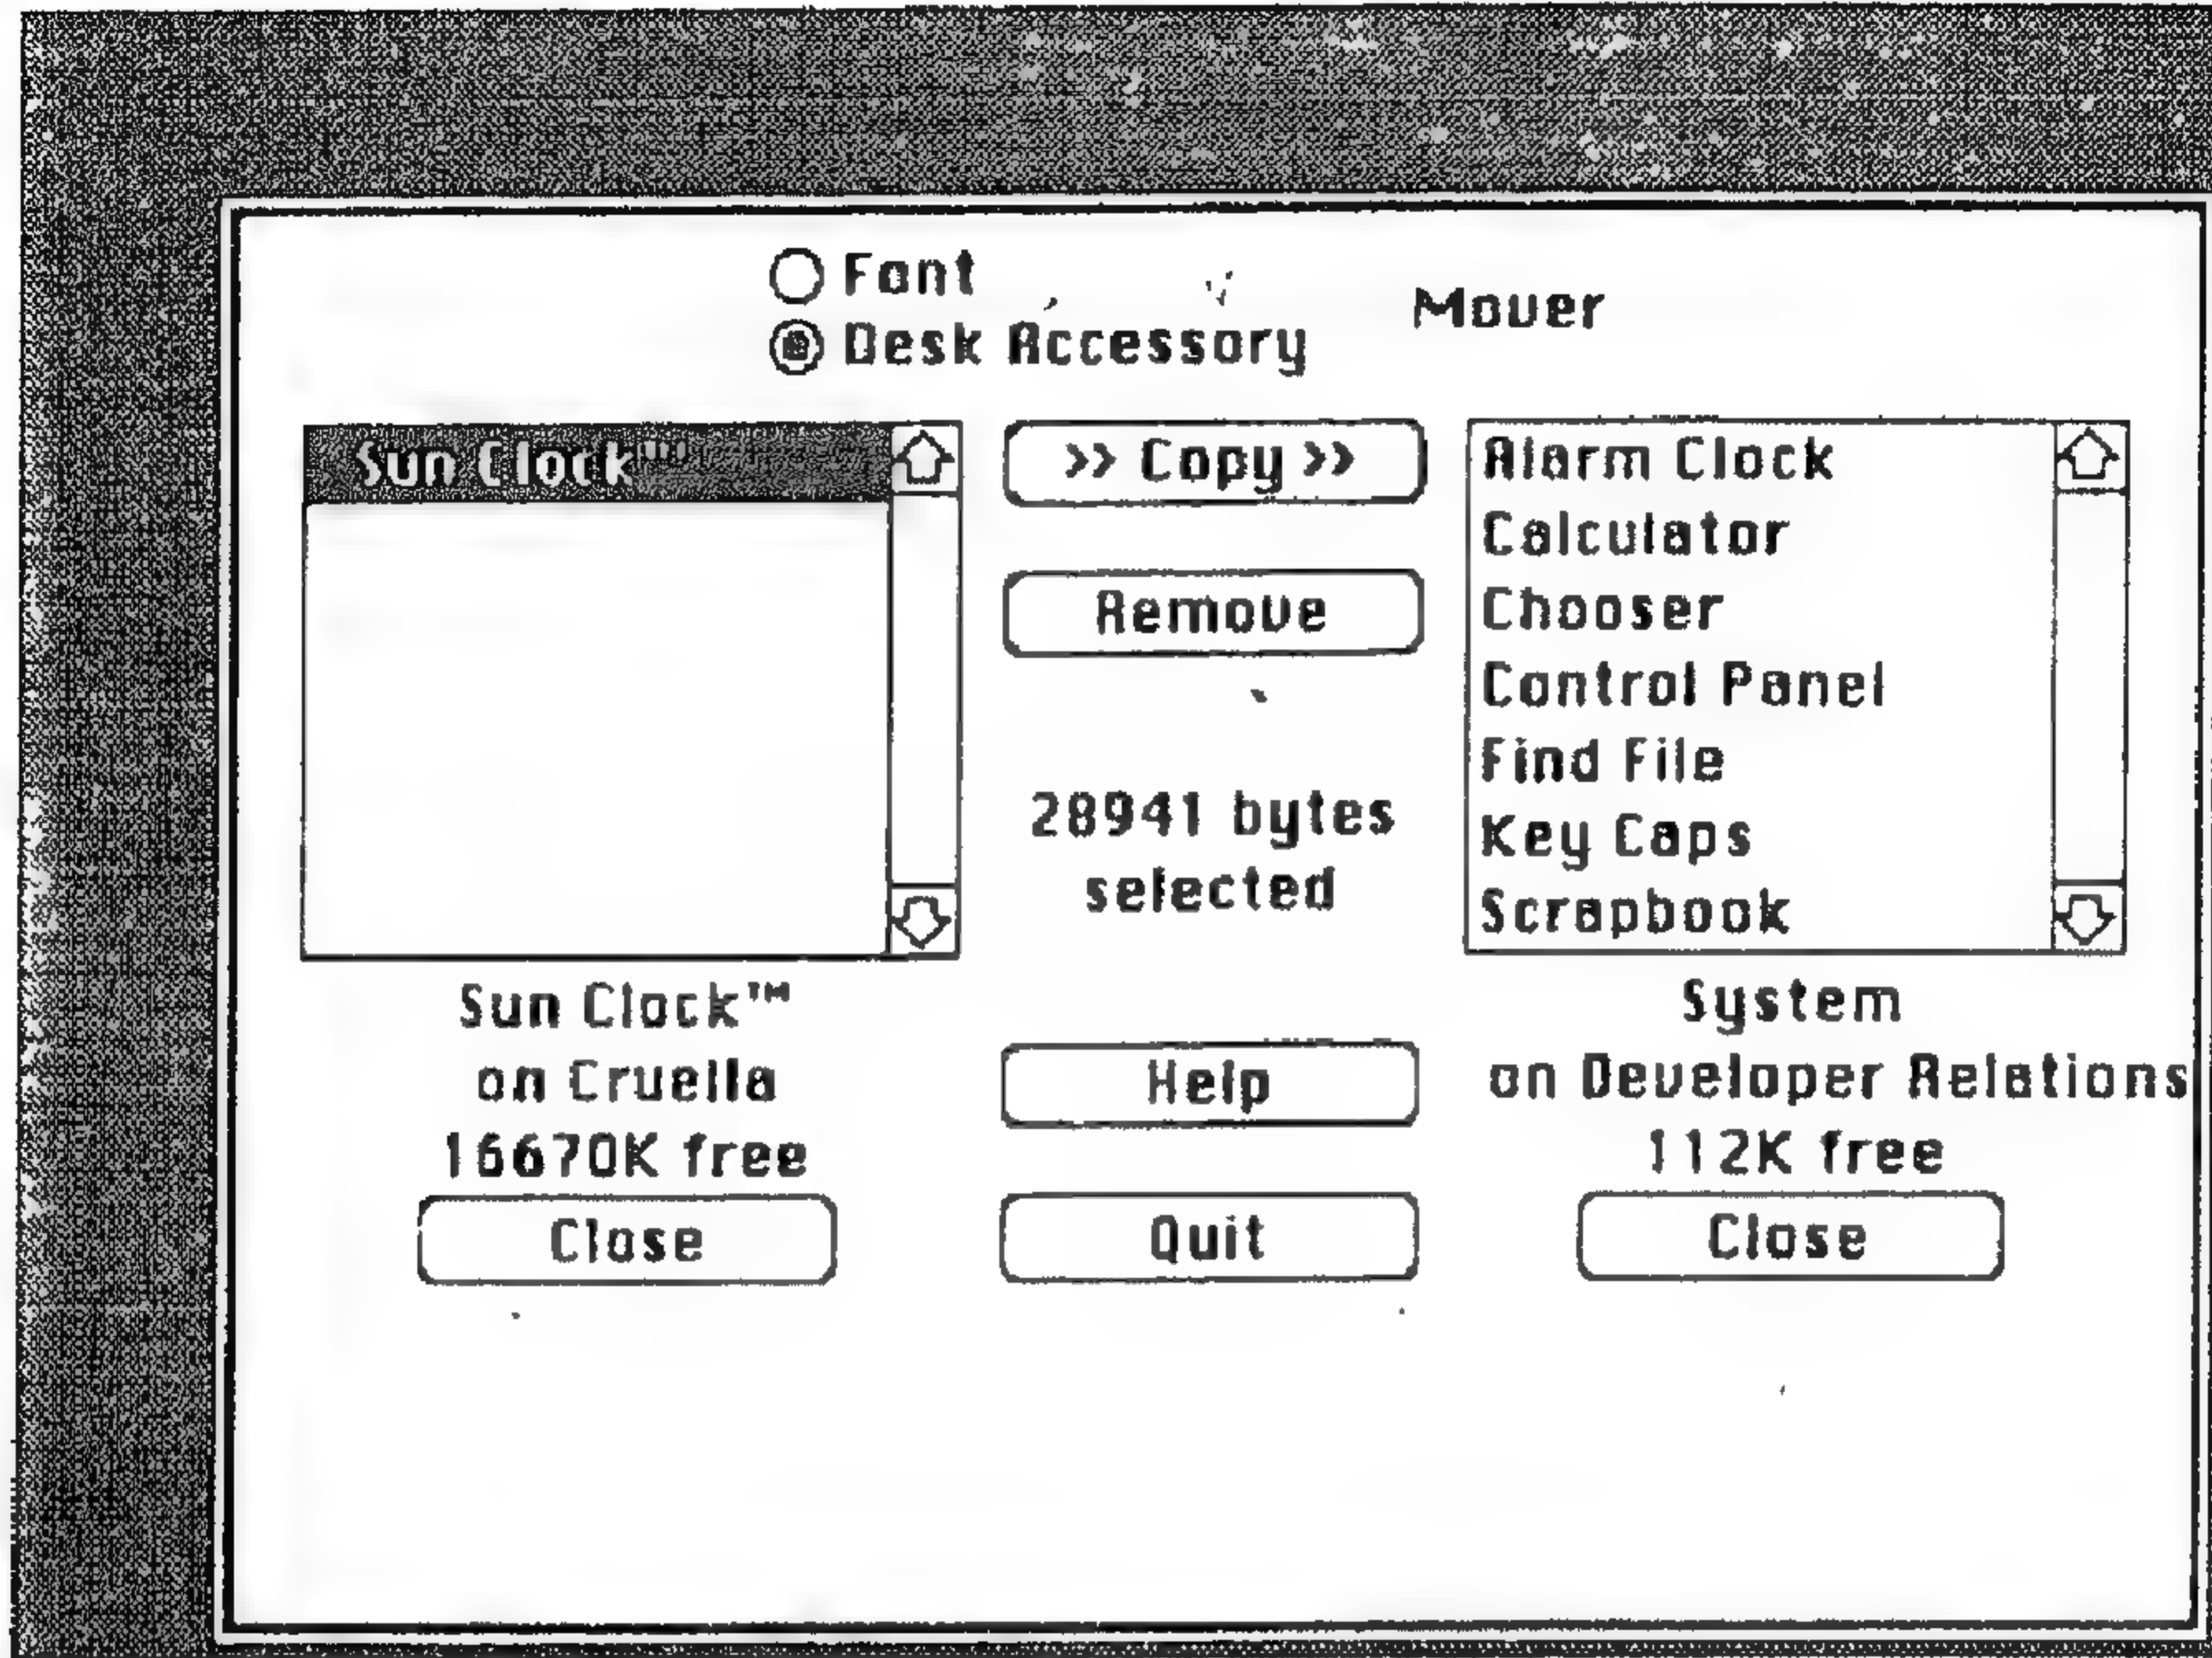 Font
Desk Accessory
Mover
Sun Clock™
>> Copy >>
Remove
28941 bytes
selected
Alarm Clock
Calculator
Chooser
Control Panel
Find File
Key Caps
Scrapbook
Sun Clock™
on Cruella
16670K free
Close
Help
Quit
System
on Developer Relations
112K free
Close